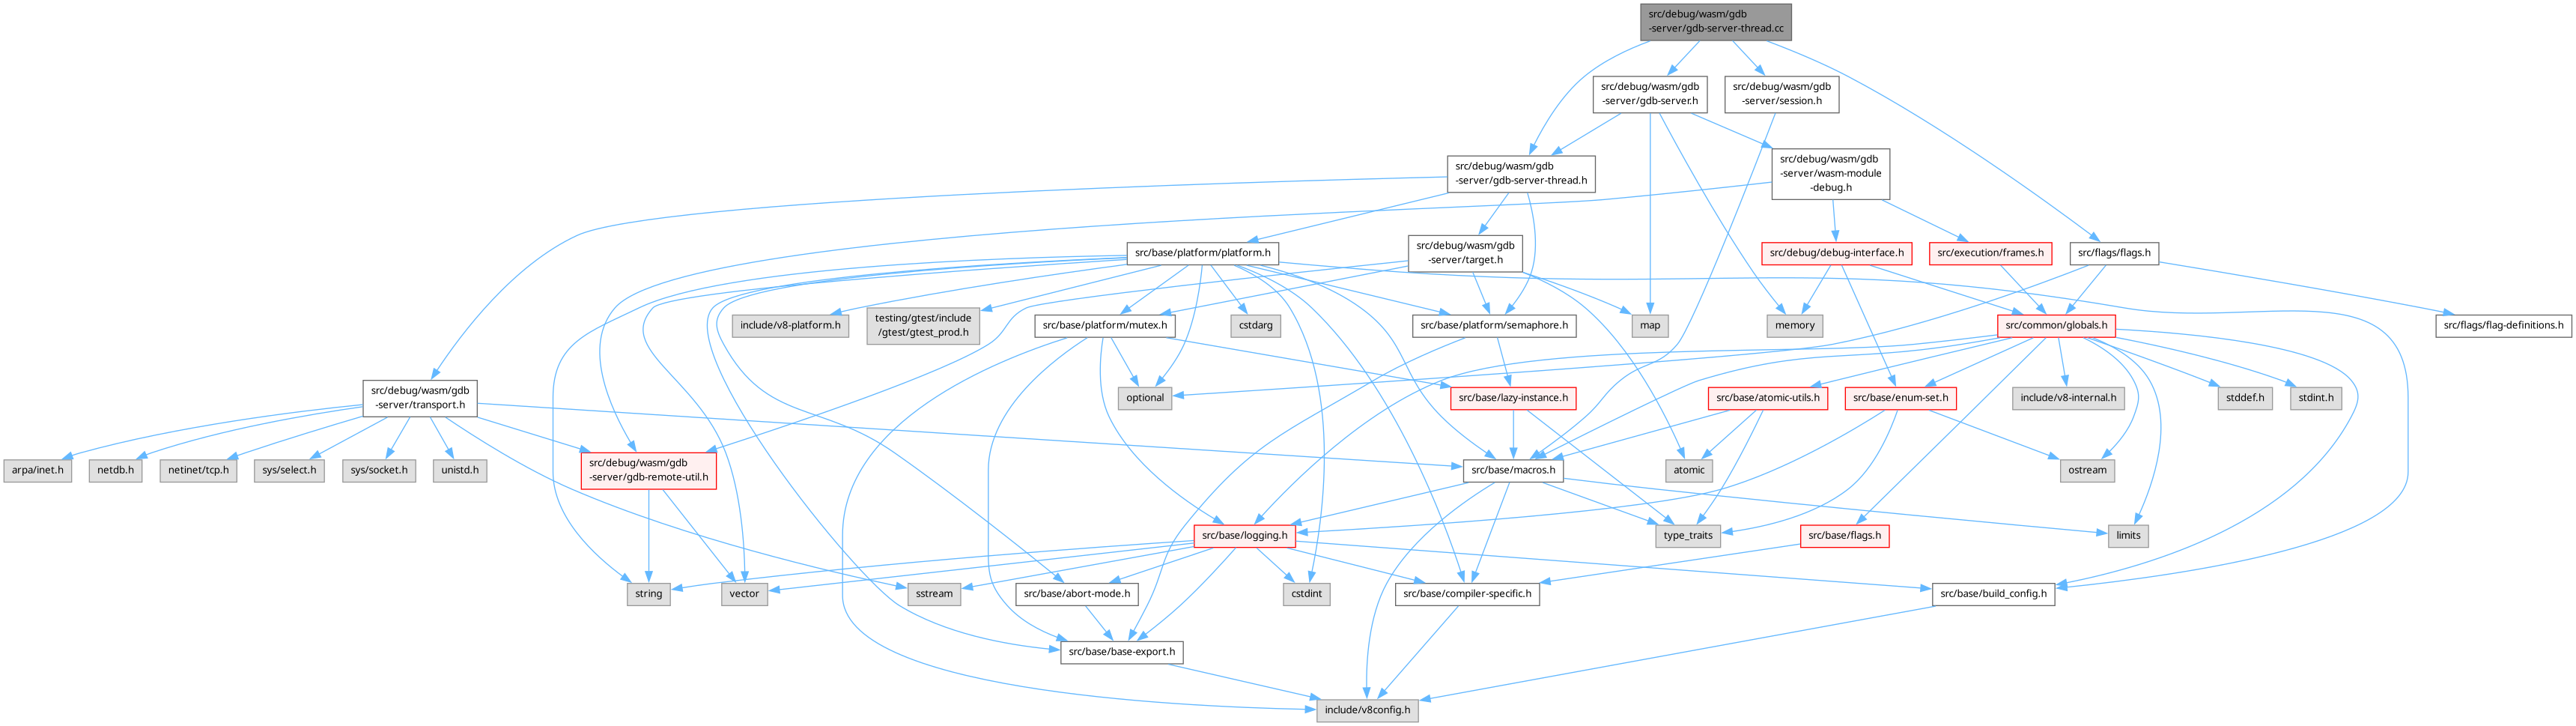 src/debug/wasm/gdb
-server/gdb-server-thread.cc
src/debug/wasm/gdb
-server/gdb-server.h
src/debug/wasm/gdb
-server/session.h
src/debug/wasm/gdb
-server/gdb-server-thread.h
src/debug/wasm/gdb
-server/wasm-module
-debug.h
src/base/platform/platform.h
src/debug/wasm/gdb
-server/target.h
src/debug/debug-interface.h
src/execution/frames.h
src/flags/flags.h
include/v8-platform.h
testing/gtest/include
/gtest/gtest_prod.h
src/base/platform/mutex.h
cstdarg
src/base/platform/semaphore.h
map
memory
src/common/globals.h
src/flags/flag-definitions.h
src/debug/wasm/gdb
-server/transport.h
optional
src/base/lazy-instance.h
src/base/atomic-utils.h
src/base/enum-set.h
include/v8-internal.h
stddef.h
stdint.h
arpa/inet.h
netdb.h
netinet/tcp.h
sys/select.h
sys/socket.h
unistd.h
src/debug/wasm/gdb
-server/gdb-remote-util.h
src/base/macros.h
atomic
ostream
src/base/logging.h
type_traits
src/base/flags.h
limits
string
vector
sstream
src/base/abort-mode.h
cstdint
src/base/compiler-specific.h
src/base/build_config.h
src/base/base-export.h
include/v8config.h